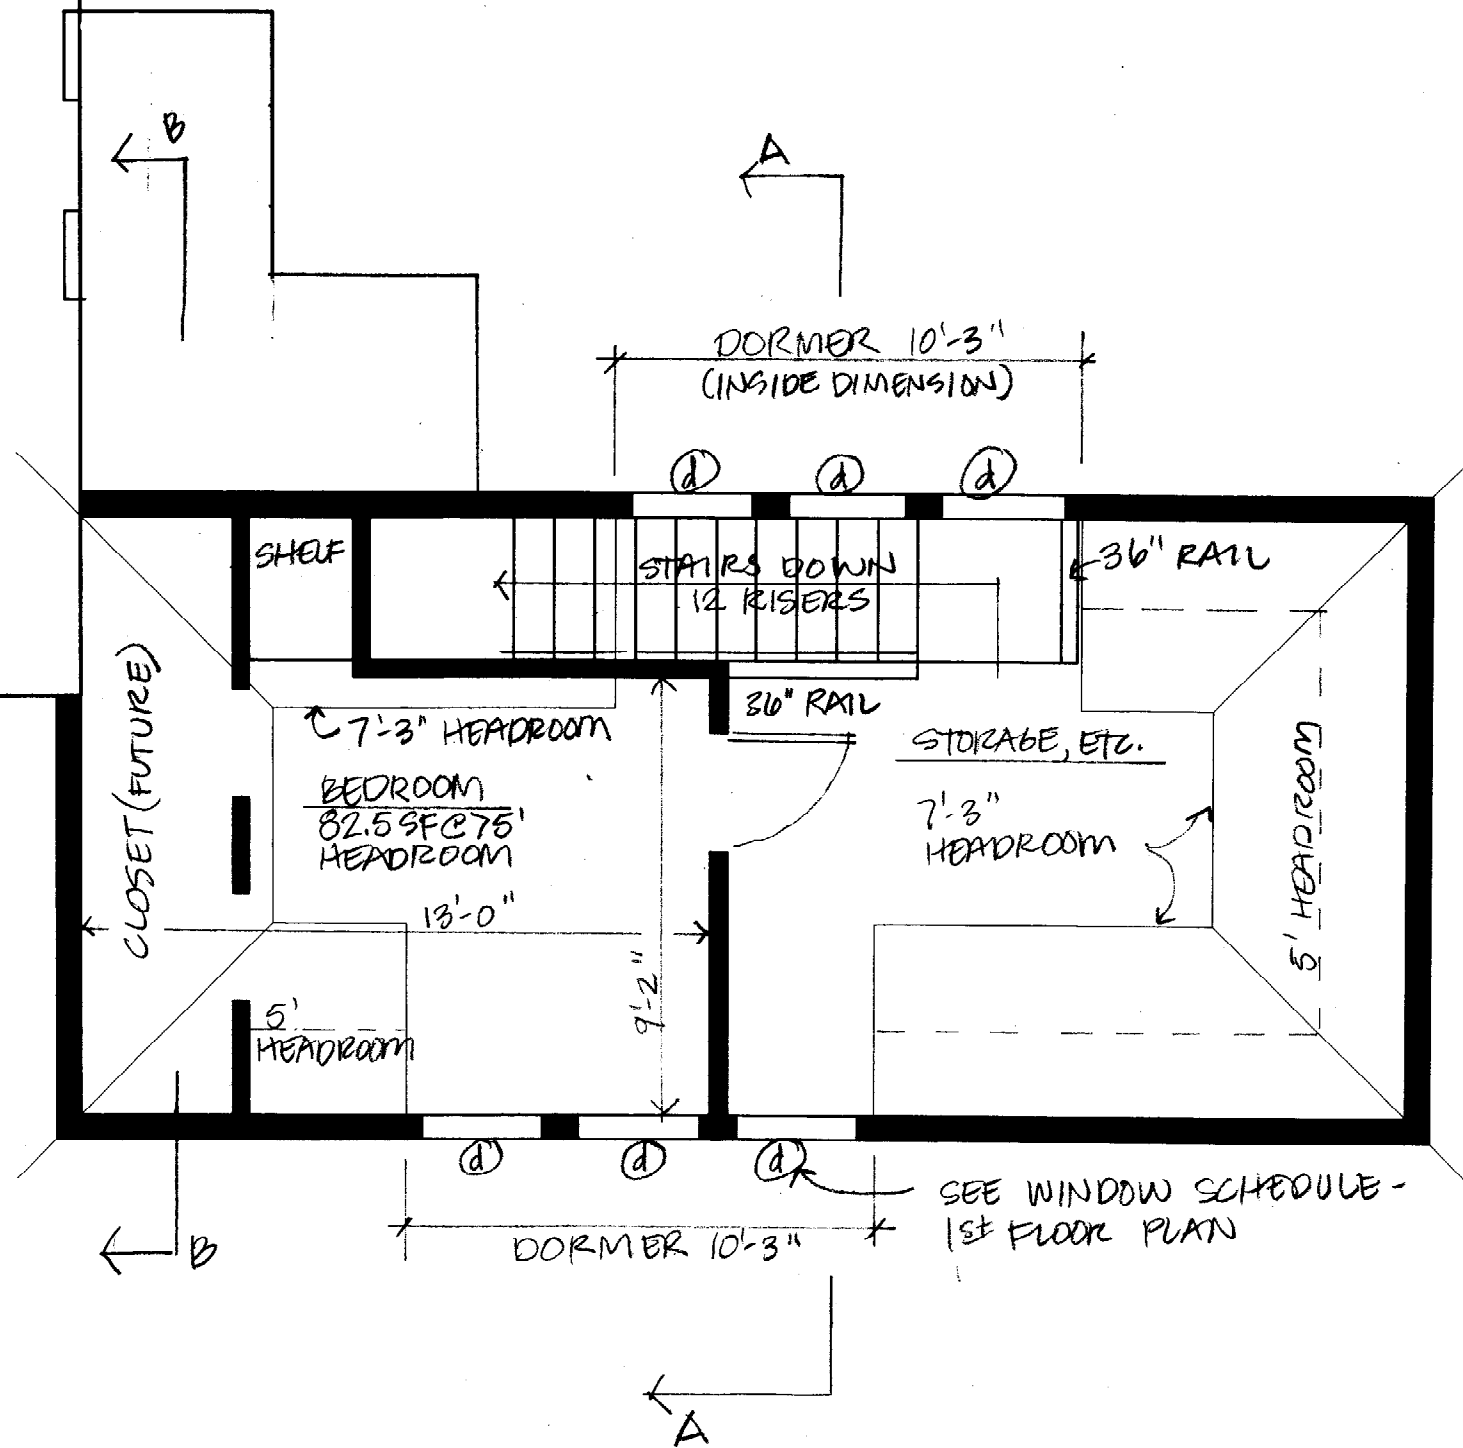 B
A
DORMER 10'-3"
(INSIDE DIMENSION)
d
d
d
SHELF
STAIRS DOWN
12 RISERS
36" RAIL
36" RAIL
7'-3" HEADROOM
STORAGE, ETC.
BEDROOM
82.5 SF @ 75'
HEADROOM
7'-3"
HEADROOM
CLOSET (FUTURE)
13'-0"
9'-2"
5' HEADROOM
5'
HEADROOM
d
d
d
SEE WINDOW SCHEDULE -
1st FLOOR PLAN
DORMER 10'-3"
B
A